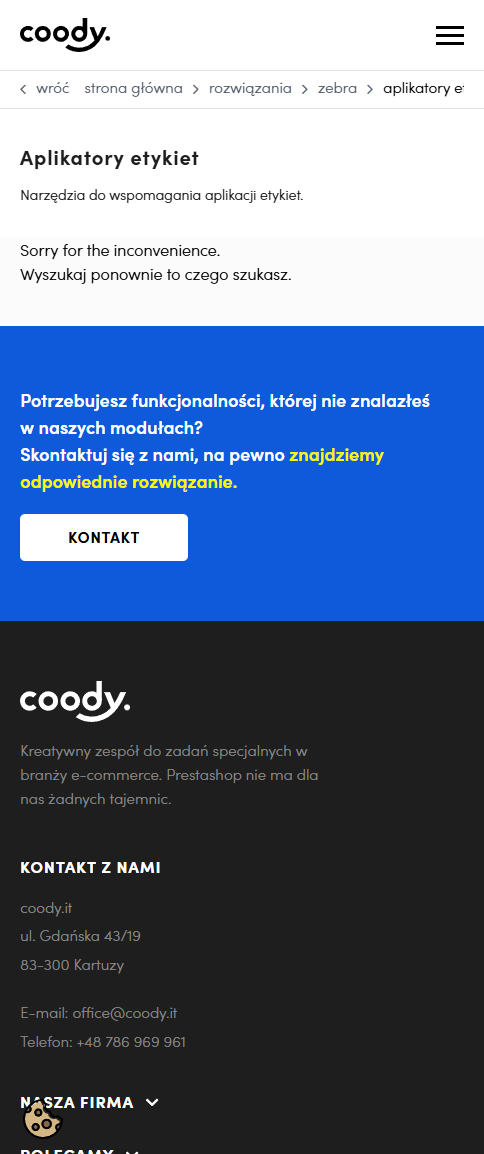 coody.
wróć strona główna rozwiązania zebra aplikatory
Aplikatory etykiet
Narzędzia do wspomagania aplikacji etykiet.
Sorry for the inconvenience.
Wyszukaj ponownie to czego szukasz.
Potrzebujesz funkcjonalności, której nie znalazłeś
w naszych modułach?
Skontaktuj się z nami, na pewno znajdziemy
odpowiednie rozwiązanie.
KONTAKT
coody.
Kreatywny zespół do zadań specjalnych w
branży e-commerce. Prestashop nie ma dla
nas żadnych tajemnic.
KONTAKT Z NAMI
coody.it
ul. Gdańska 43/19
83-300 Kartuzy
E-mail: office@coody.it
Telefon: +48 786 969 961
NASZA FIRMA
POLECAMY